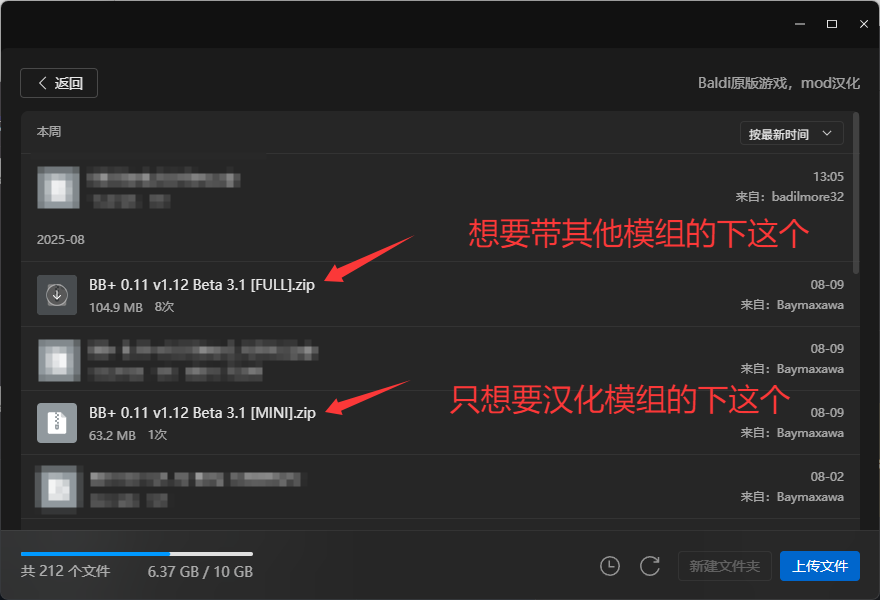 返回
Baldi原版游戏，mod汉化
本周
按最新时间
13:05
来自：badilmore32
想要带其他模组的下这个
2025-08
BB+ 0.11 v1.12 Beta 3.1 [FULL].zip
08-09
104.9 MB 8次
来自：Baymaxawa
08-09
来自：Baymaxawa
只想要汉化模组的下这个
BB+ 0.11 v1.12 Beta 3.1 [MINI].zip
08-09
63.2 MB 1次
来自：Baymaxawa
08-02
来自：Baymaxawa
共 212 个文件
6.37 GB / 10 GB
新建文件夹
上传文件